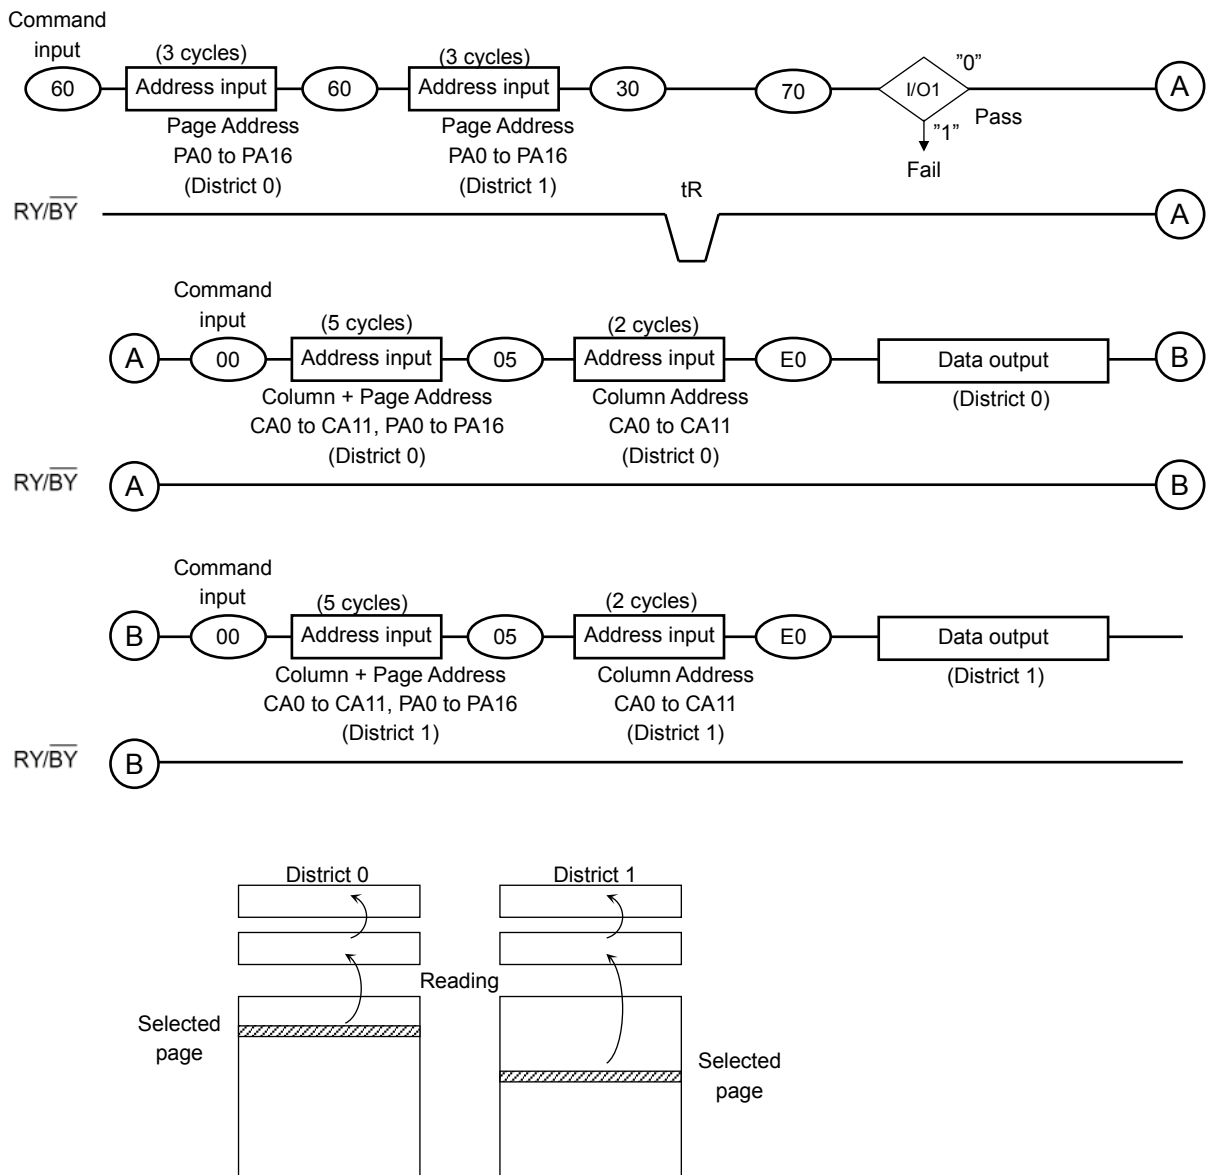 Command
input
(3 cycles)
(3 cycles)
"0"
60
Address input
60
Address input
30
70
I/O1
A
Page Address
PA0 to PA16
(District 0)
Page Address
PA0 to PA16
(District 1)
"1"
Pass
Fail
tR
RY/B̅Y̅
A
Command
input
(5 cycles)
(2 cycles)
A
00
Address input
05
Address input
E0
Data output
B
Column + Page Address
CA0 to CA11, PA0 to PA16
(District 0)
Column Address
CA0 to CA11
(District 0)
(District 0)
RY/B̅Y̅
A
B
Command
input
(5 cycles)
(2 cycles)
B
00
Address input
05
Address input
E0
Data output
Column + Page Address
CA0 to CA11, PA0 to PA16
(District 1)
Column Address
CA0 to CA11
(District 1)
(District 1)
RY/B̅Y̅
B
District 0
District 1
Reading
Selected
page
Selected
page